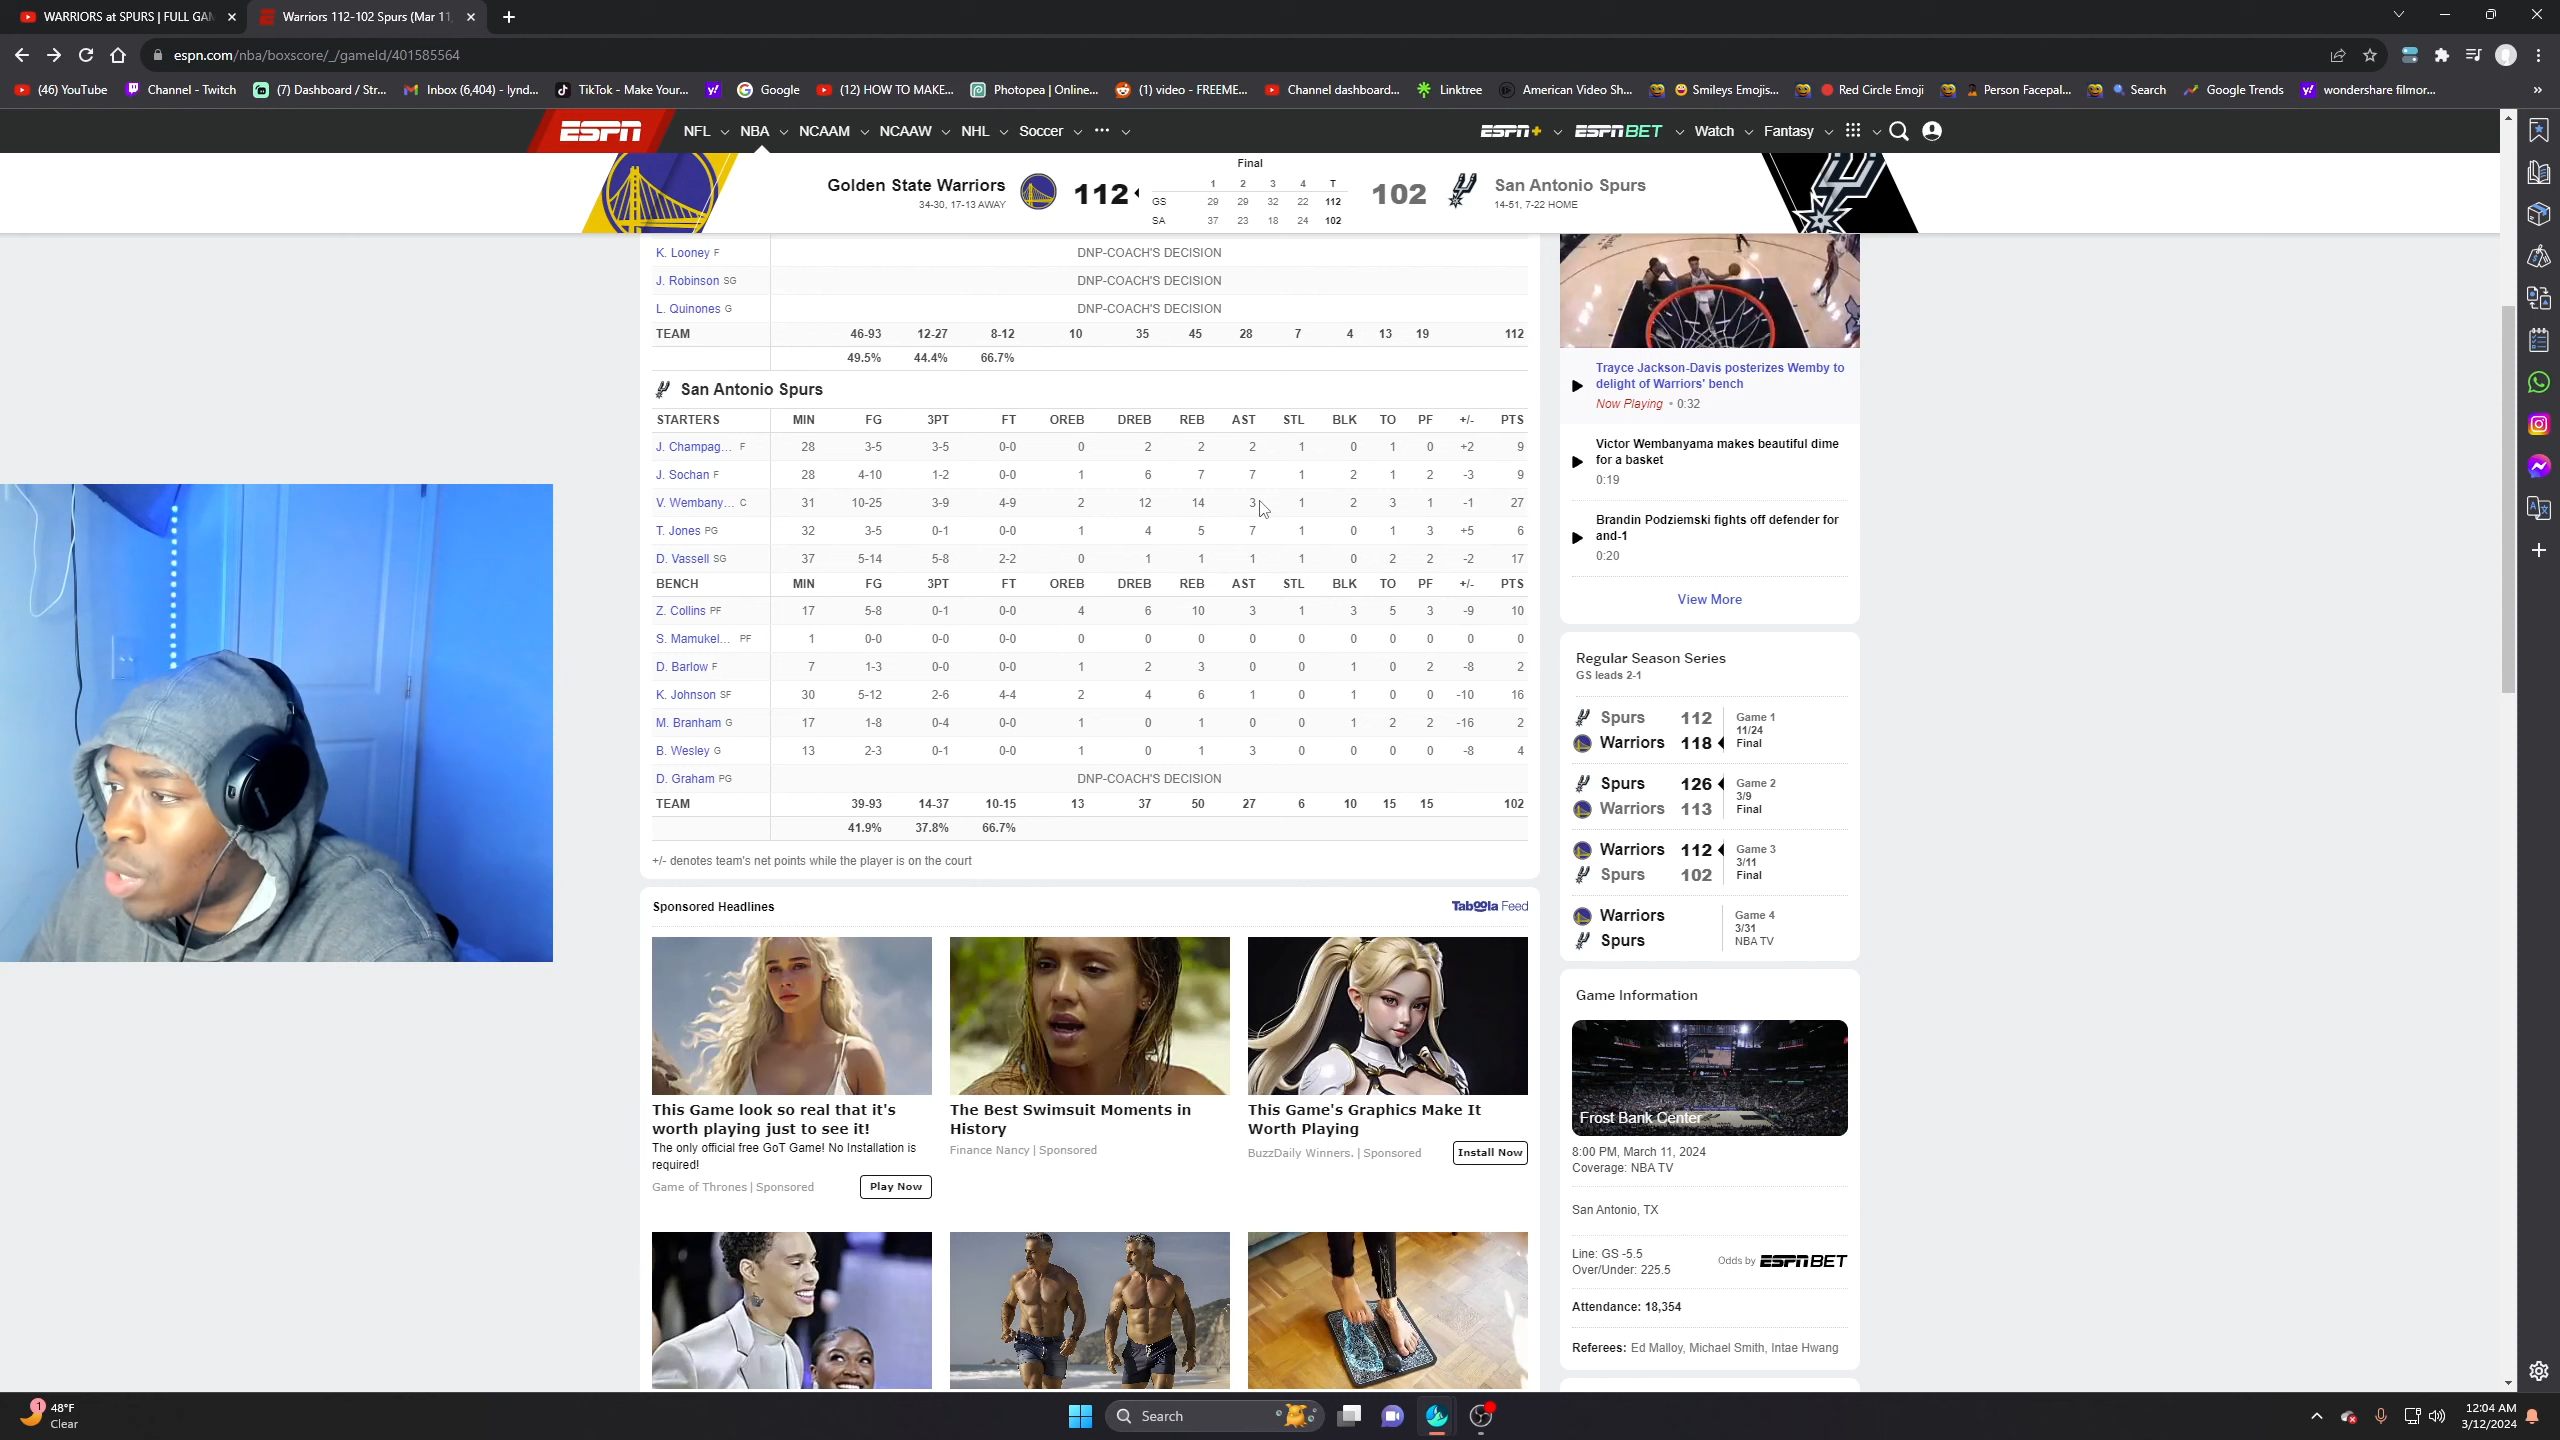 WARRIORS at SPURS | FULL GAM
Warriors 112-102 Spurs (Mar 11,
espn.com/nba/boxscore/_/gameId/401585564
(46) YouTube
Channel - Twitch
(7) Dashboard / Str...
Inbox (6,404) - lynd...
TikTok - Make Your...
Google
(12) HOW TO MAKE...
Photopea | Online...
(1) video - FREEME...
Channel dashboard...
Linktree
American Video Sh...
Smileys Emojis...
Red Circle Emoji
Person Facepal...
Search
Google Trends
wondershare filmor...
ESPN NFL NBA NCAAM NCAAW NHL Soccer ... ESPN+ ESPN BET Watch Fantasy
Final
Golden State Warriors 112
34-30, 17-13 AWAY
1 2 3 4 T
GS 29 29 32 22 112
SA 37 23 18 24 102
102 San Antonio Spurs
14-51, 7-22 HOME
K. Looney F DNP-COACH'S DECISION
J. Robinson SG DNP-COACH'S DECISION
L. Quinones G DNP-COACH'S DECISION
TEAM 46-93 12-27 8-12 10 35 45 28 7 4 13 19 112
49.5% 44.4% 66.7%
San Antonio Spurs
STARTERS MIN FG 3PT FT OREB DREB REB AST STL BLK TO PF +/- PTS
J. Champag... F 28 3-5 3-5 0-0 0 2 2 2 1 0 1 0 +2 9
J. Sochan F 28 4-10 1-2 0-0 1 6 7 7 1 2 1 2 -3 9
V. Wembany... C 31 10-25 3-9 4-9 2 12 14 3 1 2 3 1 -1 27
T. Jones PG 32 3-5 0-1 0-0 1 4 5 7 1 0 1 3 +5 6
D. Vassell SG 37 5-14 5-8 2-2 0 1 1 1 1 0 2 2 -2 17
BENCH MIN FG 3PT FT OREB DREB REB AST STL BLK TO PF +/- PTS
Z. Collins PF 17 5-8 0-1 0-0 4 6 10 3 1 3 5 3 -9 10
S. Mamukel... PF 1 0-0 0-0 0-0 0 0 0 0 0 0 0 0 0 0
D. Barlow F 7 1-3 0-0 0-0 1 2 3 0 0 1 0 2 -8 2
K. Johnson SF 30 5-12 2-6 4-4 2 4 6 1 0 1 0 0 -10 16
M. Branham G 17 1-8 0-4 0-0 1 0 1 0 0 1 2 2 -16 2
B. Wesley G 13 2-3 0-1 0-0 1 0 1 3 0 0 0 0 -8 4
D. Graham PG DNP-COACH'S DECISION
TEAM 39-93 14-37 10-15 13 37 50 27 6 10 15 15 102
41.9% 37.8% 66.7%
+/- denotes team's net points while the player is on the court
Sponsored Headlines
Taboola Feed
This Game look so real that it's
worth playing just to see it!
The only official free GoT Game! No Installation is
required!
Game of Thrones | Sponsored
Play Now
The Best Swimsuit Moments in
History
Finance Nancy | Sponsored
This Game's Graphics Make It
Worth Playing
BuzzDaily Winners. | Sponsored
Install Now
Trayce Jackson-Davis posterizes Wemby to
delight of Warriors' bench
Now Playing • 0:32
Victor Wembanyama makes beautiful dime
for a basket
0:19
Brandin Podziemski fights off defender for
and-1
0:20
View More
Regular Season Series
GS leads 2-1
Spurs 112
Warriors 118
Game 1
11/24
Final
Spurs 126
Warriors 113
Game 2
3/9
Final
Warriors 112
Spurs 102
Game 3
3/11
Final
Warriors
Spurs
Game 4
3/31
NBA TV
Game Information
Frost Bank Center
8:00 PM, March 11, 2024
Coverage: NBA TV
San Antonio, TX
Line: GS -5.5
Over/Under: 225.5
Odds by ESPN BET
Attendance: 18,354
Referees: Ed Malloy, Michael Smith, Intae Hwang
1
48°F
Clear
Search
12:04 AM
3/12/2024